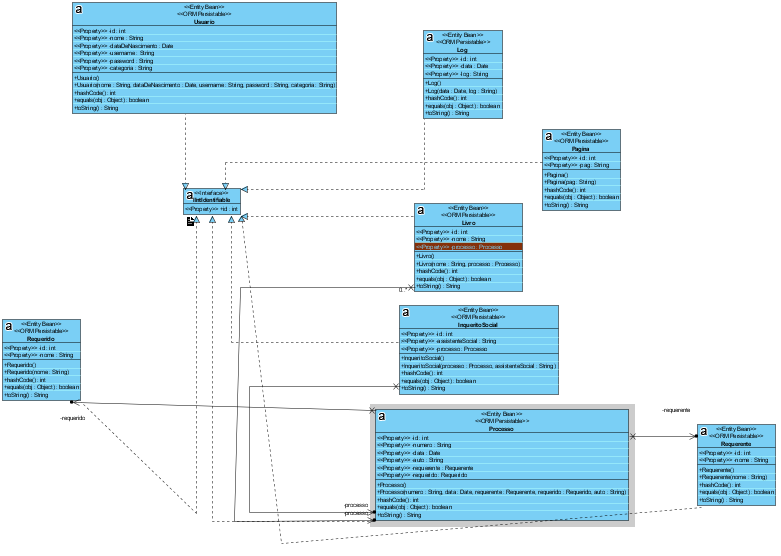 a
<<Entity Bean>>
<<ORM Persistable>>
Usuario
<<Property>> -id : int
<<Property>> -nome : String
<<Property>> -dataDeNascimento : Date
<<Property>> -username : String
<<Property>> -password : String
<<Property>> -categoria : String
+Usuario()
+Usuario(nome : String, dataDeNascimento : Date, username : String, password : String, categoria : String)
+hashCode() : int
+equals(obj : Object) : boolean
+toString() : String
a
<<Entity Bean>>
<<ORM Persistable>>
Log
<<Property>> -id : int
<<Property>> -data : Date
<<Property>> -log : String
+Log()
+Log(data : Date, log : String)
+hashCode() : int
+equals(obj : Object) : boolean
+toString() : String
a
<<Entity Bean>>
<<ORM Persistable>>
Pagina
<<Property>> -id : int
<<Property>> -pag : String
+Pagina()
+Pagina(pag : String)
+hashCode() : int
+equals(obj : Object) : boolean
+toString() : String
a
<<Interface>>
IntIdentifiable
<<Property>> +id : int
a
<<Entity Bean>>
<<ORM Persistable>>
Livro
<<Property>> -id : int
<<Property>> -nome : String
<<Property>> -processo : Processo
+Livro()
+Livro(nome : String, processo : Processo)
+hashCode() : int
+equals(obj : Object) : boolean
+toString() : String
a
<<Entity Bean>>
<<ORM Persistable>>
InqueritoSocial
<<Property>> -id : int
<<Property>> -assistenteSocial : String
<<Property>> -processo : Processo
+InqueritoSocial()
+InqueritoSocial(processo : Processo, assistenteSocial : String)
+hashCode() : int
+equals(obj : Object) : boolean
+toString() : String
a
<<Entity Bean>>
<<ORM Persistable>>
Requerido
<<Property>> -id : int
<<Property>> -nome : String
+Requerido()
+Requerido(nome : String)
+hashCode() : int
+equals(obj : Object) : boolean
+toString() : String
-requerido
a
<<Entity Bean>>
<<ORM Persistable>>
Processo
<<Property>> -id : int
<<Property>> -numero : String
<<Property>> -data : Date
<<Property>> -auto : String
<<Property>> -requerente : Requerente
<<Property>> -requerido : Requerido
+Processo()
+Processo(numero : String, data : Date, requerente : Requerente, requerido : Requerido, auto : String)
+hashCode() : int
+equals(obj : Object) : boolean
+toString() : String
-processo
-processo
-requerente
a
<<Entity Bean>>
<<ORM Persistable>>
Requerente
<<Property>> -id : int
<<Property>> -nome : String
+Requerente()
+Requerente(nome : String)
+hashCode() : int
+equals(obj : Object) : boolean
+toString() : String